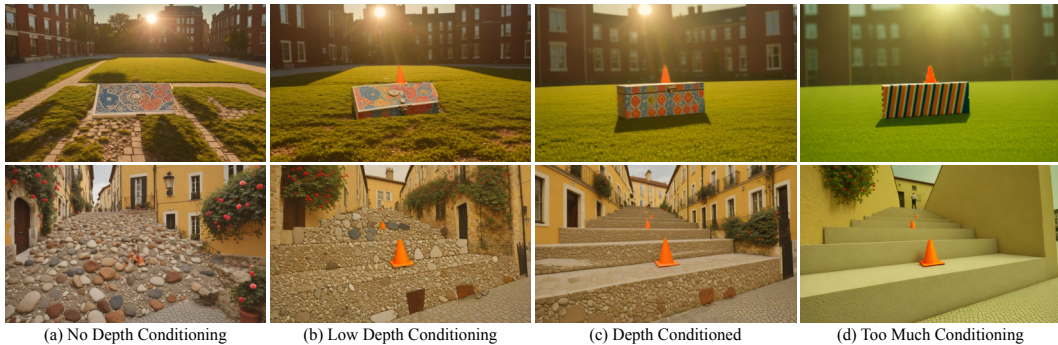 (a) No Depth Conditioning
(b) Low Depth Conditioning
(c) Depth Conditioned
(d) Too Much Conditioning